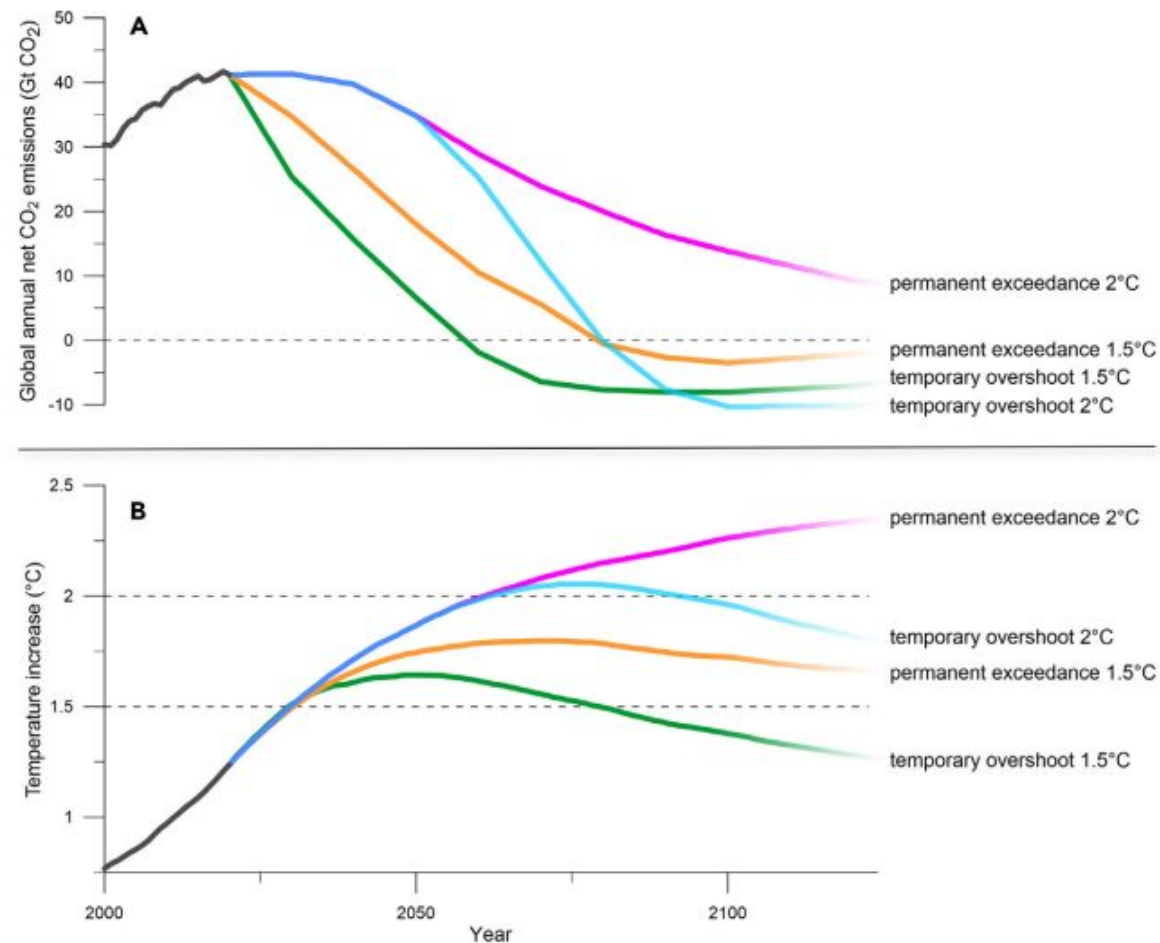 A
Global annual net CO₂ emissions (Gt CO₂)
50
40
30
20
10
0
-10
permanent exceedance 2°C
permanent exceedance 1.5°C
temporary overshoot 1.5°C
temporary overshoot 2°C
B
Temperature increase (°C)
2.5
2
1.5
1
permanent exceedance 2°C
temporary overshoot 2°C
permanent exceedance 1.5°C
temporary overshoot 1.5°C
2000
2050
2100
Year